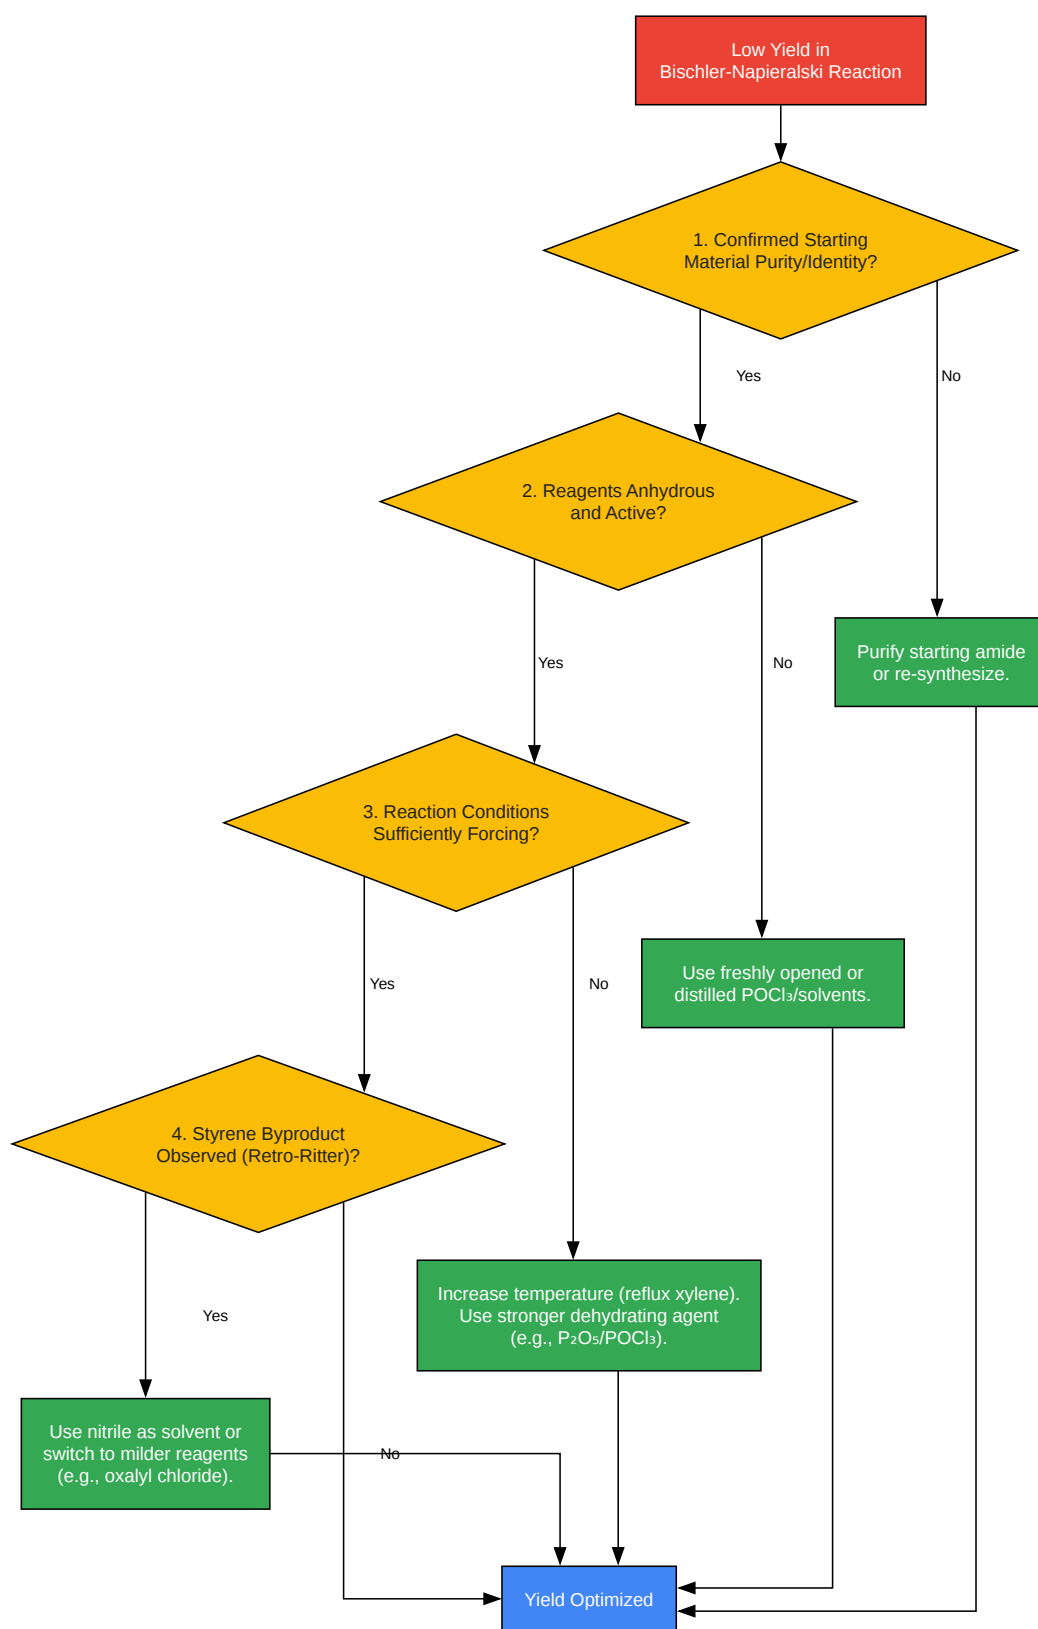 Low Yield in
Bischler-Napieralski Reaction
1. Confirmed Starting
Material Purity/Identity?
Yes
No
2. Reagents Anhydrous
and Active?
Yes
No
Purify starting amide
or re-synthesize.
3. Reaction Conditions
Sufficiently Forcing?
Yes
No
Use freshly opened or
distilled POCl₃/solvents.
4. Styrene Byproduct
Observed (Retro-Ritter)?
Yes
Increase temperature (reflux xylene).
Use stronger dehydrating agent
(e.g., P₂O₅/POCl₃).
Use nitrile as solvent or
switch to milder reagents
(e.g., oxalyl chloride).
No
Yield Optimized